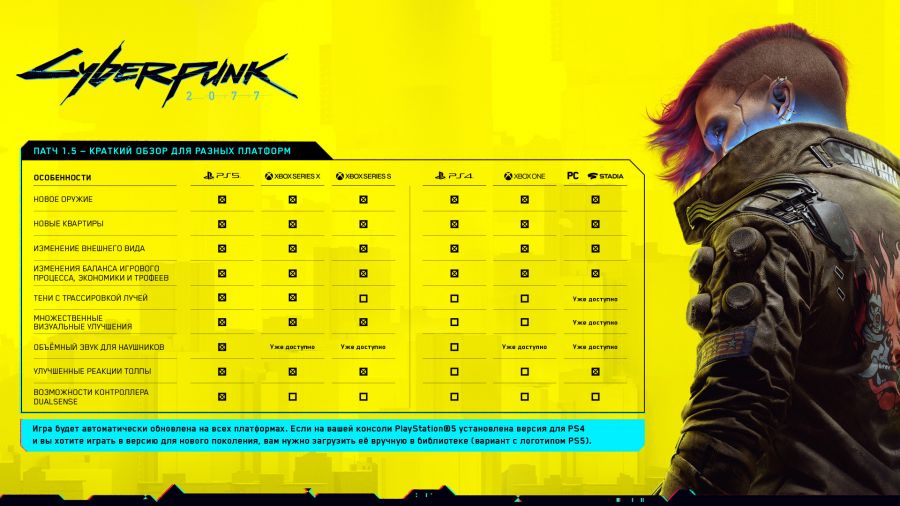 Cyberpunk
2077
ПАТЧ 1.5 – КРАТКИЙ ОБЗОР ДЛЯ РАЗНЫХ ПЛАТФОРМ
ОСОБЕННОСТИ PS5 XBOX SERIES X XBOX SERIES S PS4 XBOX ONE PC STADIA
НОВОЕ ОРУЖИЕ
НОВЫЕ КВАРТИРЫ
ИЗМЕНЕНИЕ ВНЕШНЕГО ВИДА
ИЗМЕНЕНИЯ БАЛАНСА ИГРОВОГО
ПРОЦЕССА, ЭКОНОМИКИ И ТРОФЕЕВ
ТЕНИ С ТРАССИРОВКОЙ ЛУЧЕЙ Уже доступно
МНОЖЕСТВЕННЫЕ
ВИЗУАЛЬНЫЕ УЛУЧШЕНИЯ Уже доступно
ОБЪЁМНЫЙ ЗВУК ДЛЯ НАУШНИКОВ Уже доступно Уже доступно Уже доступно Уже доступно
УЛУЧШЕННЫЕ РЕАКЦИИ ТОЛПЫ
ВОЗМОЖНОСТИ КОНТРОЛЛЕРА
DUALSENSE
Игра будет автоматически обновлена на всех платформах. Если на вашей консоли PlayStation®5 установлена версия для PS4
и вы хотите играть в версию для нового поколения, вам нужно загрузить её вручную в библиотеке (вариант с логотипом PS5).
SAMURAI